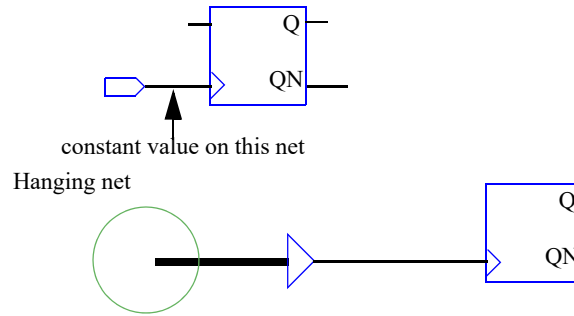 Q
QN
constant value on this net
Hanging net
Q
QN